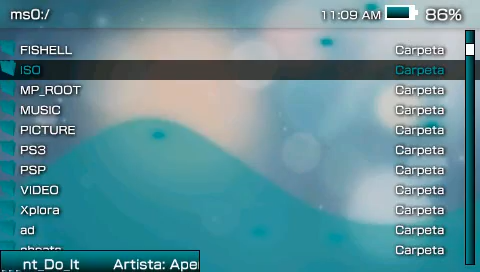 ms0:/ 11:09 AM 86%
FISHELL Carpeta
ISO Carpeta
MP_ROOT Carpeta
MUSIC Carpeta
PICTURE Carpeta
PS3 Carpeta
PSP Carpeta
VIDEO Carpeta
Xplora Carpeta
ad Carpeta
cheats Carpeta
nt_Do_It Artista: Ape